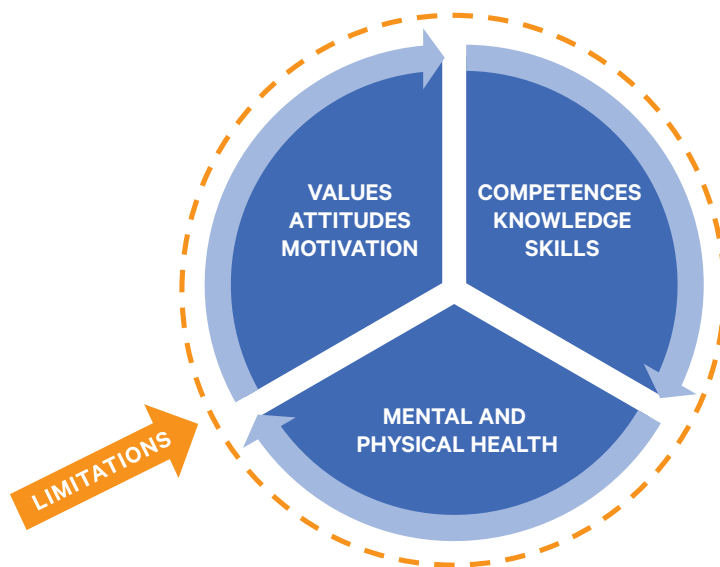 VALUES
ATTITUDES
MOTIVATION
COMPETENCES
KNOWLEDGE
SKILLS
MENTAL AND
PHYSICAL HEALTH
LIMITATIONS